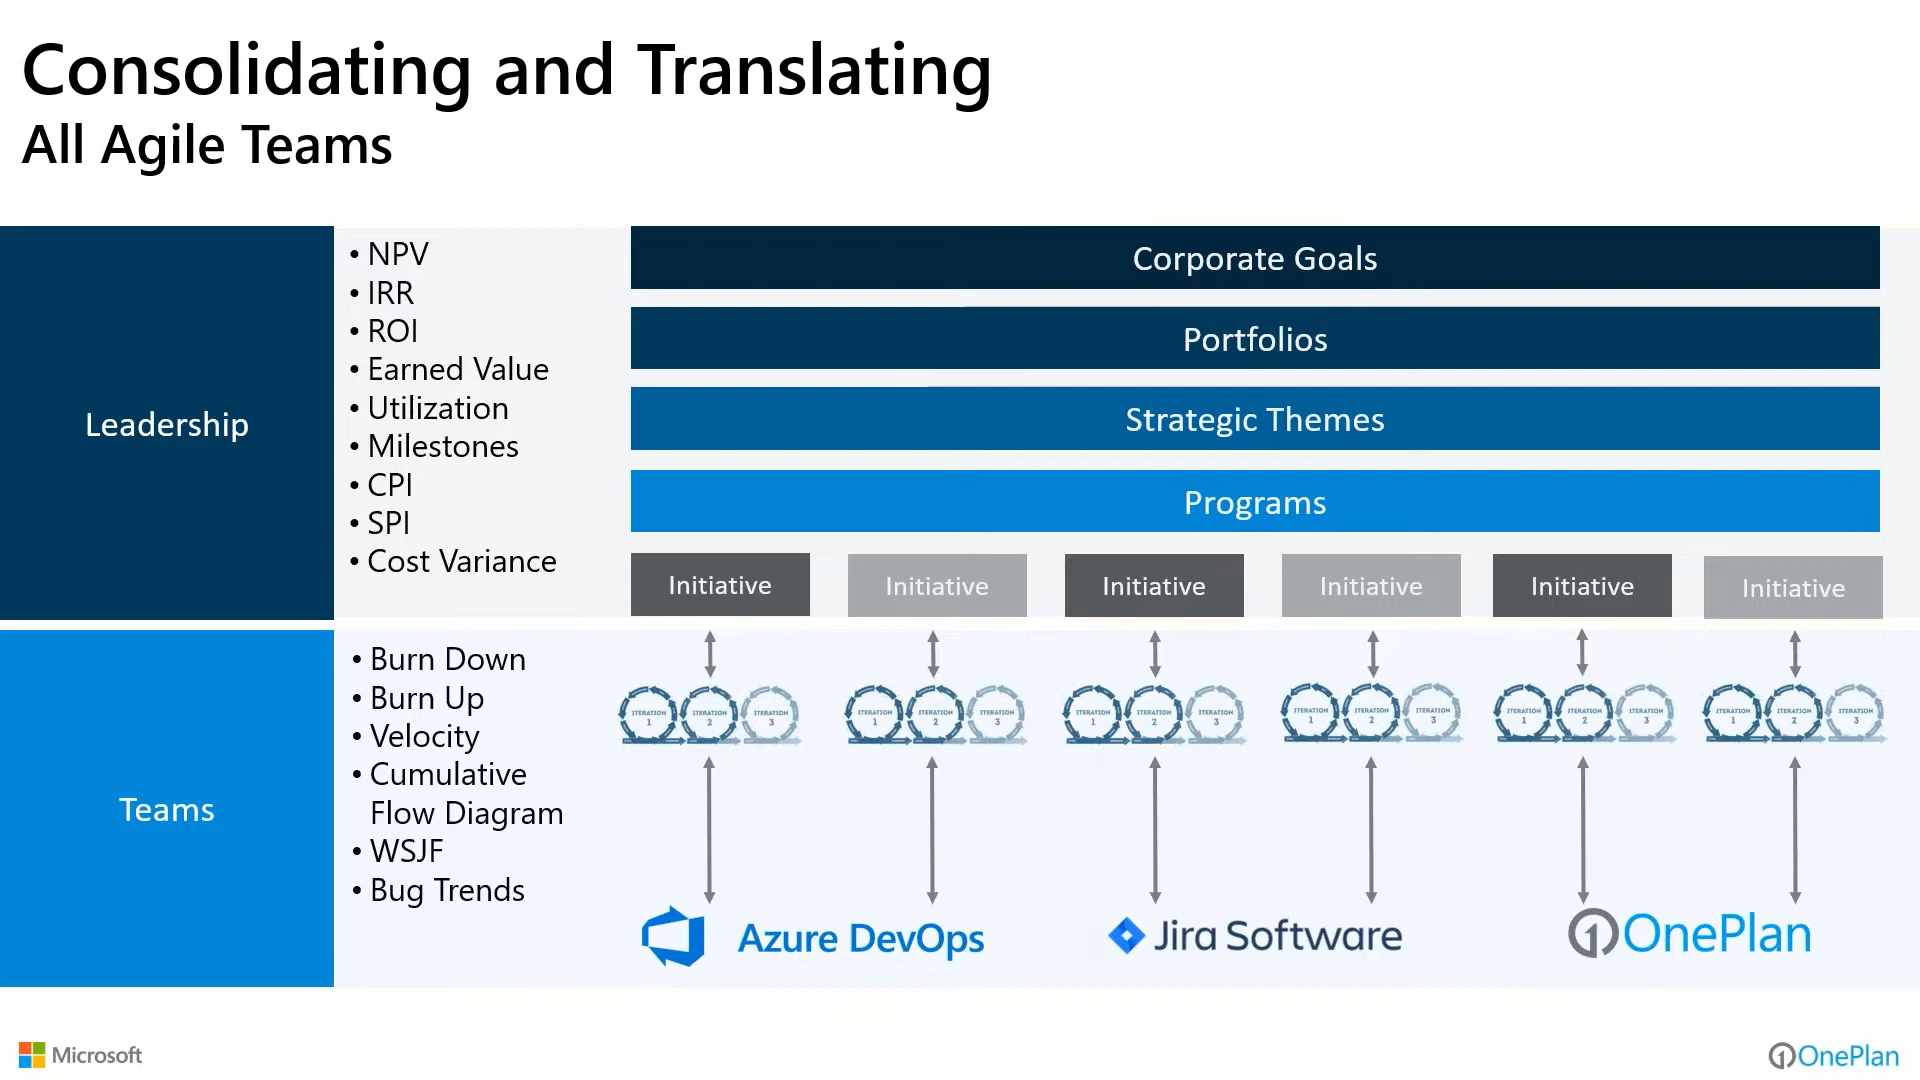 Consolidating and Translating
All Agile Teams
Leadership
• NPV
• IRR
• ROI
• Earned Value
• Utilization
• Milestones
• CPI
• SPI
• Cost Variance
Corporate Goals
Portfolios
Strategic Themes
Programs
Initiative Initiative Initiative Initiative Initiative Initiative
Teams
• Burn Down
• Burn Up
• Velocity
• Cumulative
Flow Diagram
• WSJF
• Bug Trends
ITERATION 1 ITERATION 2 ITERATION 3
ITERATION 1 ITERATION 2 ITERATION 3
ITERATION 1 ITERATION 2 ITERATION 3
ITERATION 1 ITERATION 2 ITERATION 3
ITERATION 1 ITERATION 2 ITERATION 3
ITERATION 1 ITERATION 2 ITERATION 3
Azure DevOps
Jira Software
OnePlan
Microsoft
OnePlan